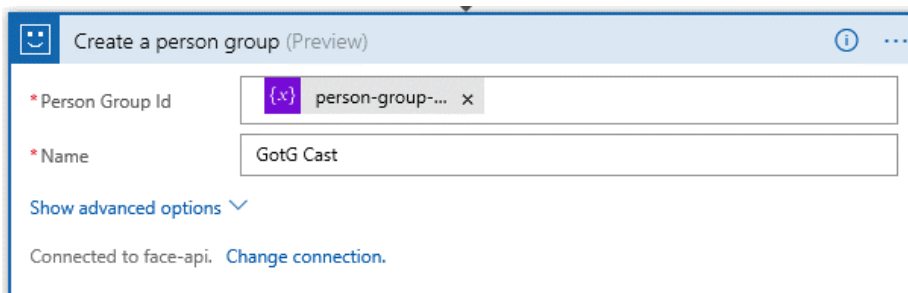 Create a person group (Preview)
*Person Group Id {x} person-group-... ×
*Name GotG Cast
Show advanced options
Connected to face-api. Change connection.